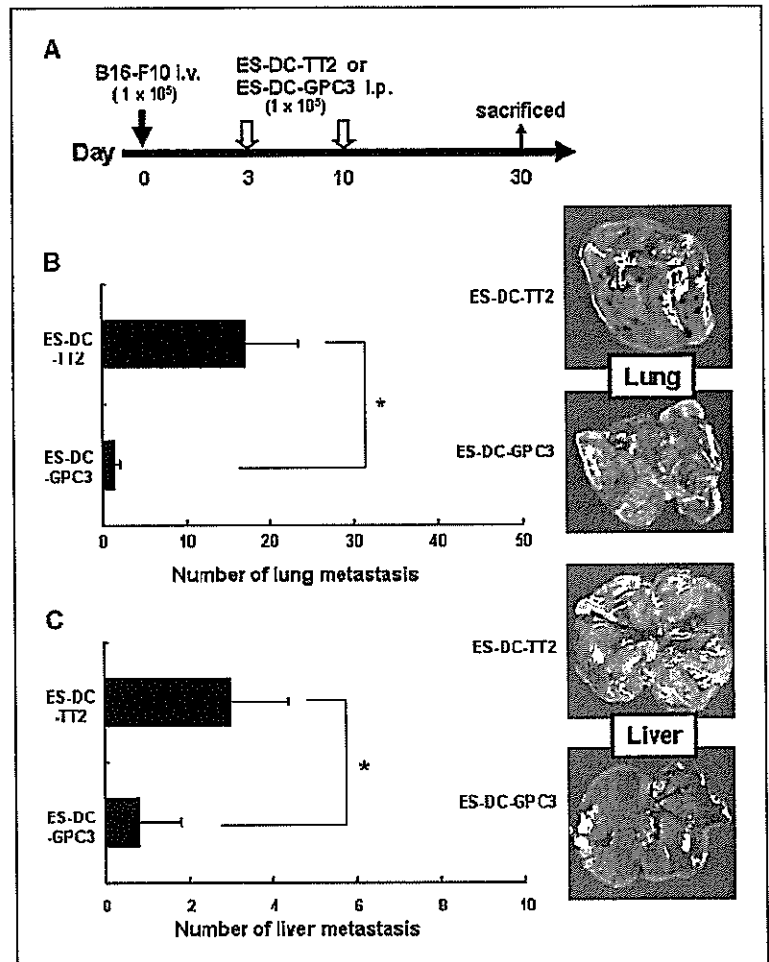 A
B16-F10 i.v.
(1 x 10⁵)
ES-DC-TT2 or
ES-DC-GPC3 i.p.
(1 x 10⁵)
sacrificed
Day
0 3 10 30
B
ES-DC
-TT2
*
ES-DC
-GPC3
0 10 20 30 40 50
Number of lung metastasis
ES-DC-TT2
Lung
ES-DC-GPC3
C
ES-DC
-TT2
*
ES-DC
-GPC3
0 2 4 6 8 10
Number of liver metastasis
ES-DC-TT2
Liver
ES-DC-GPC3